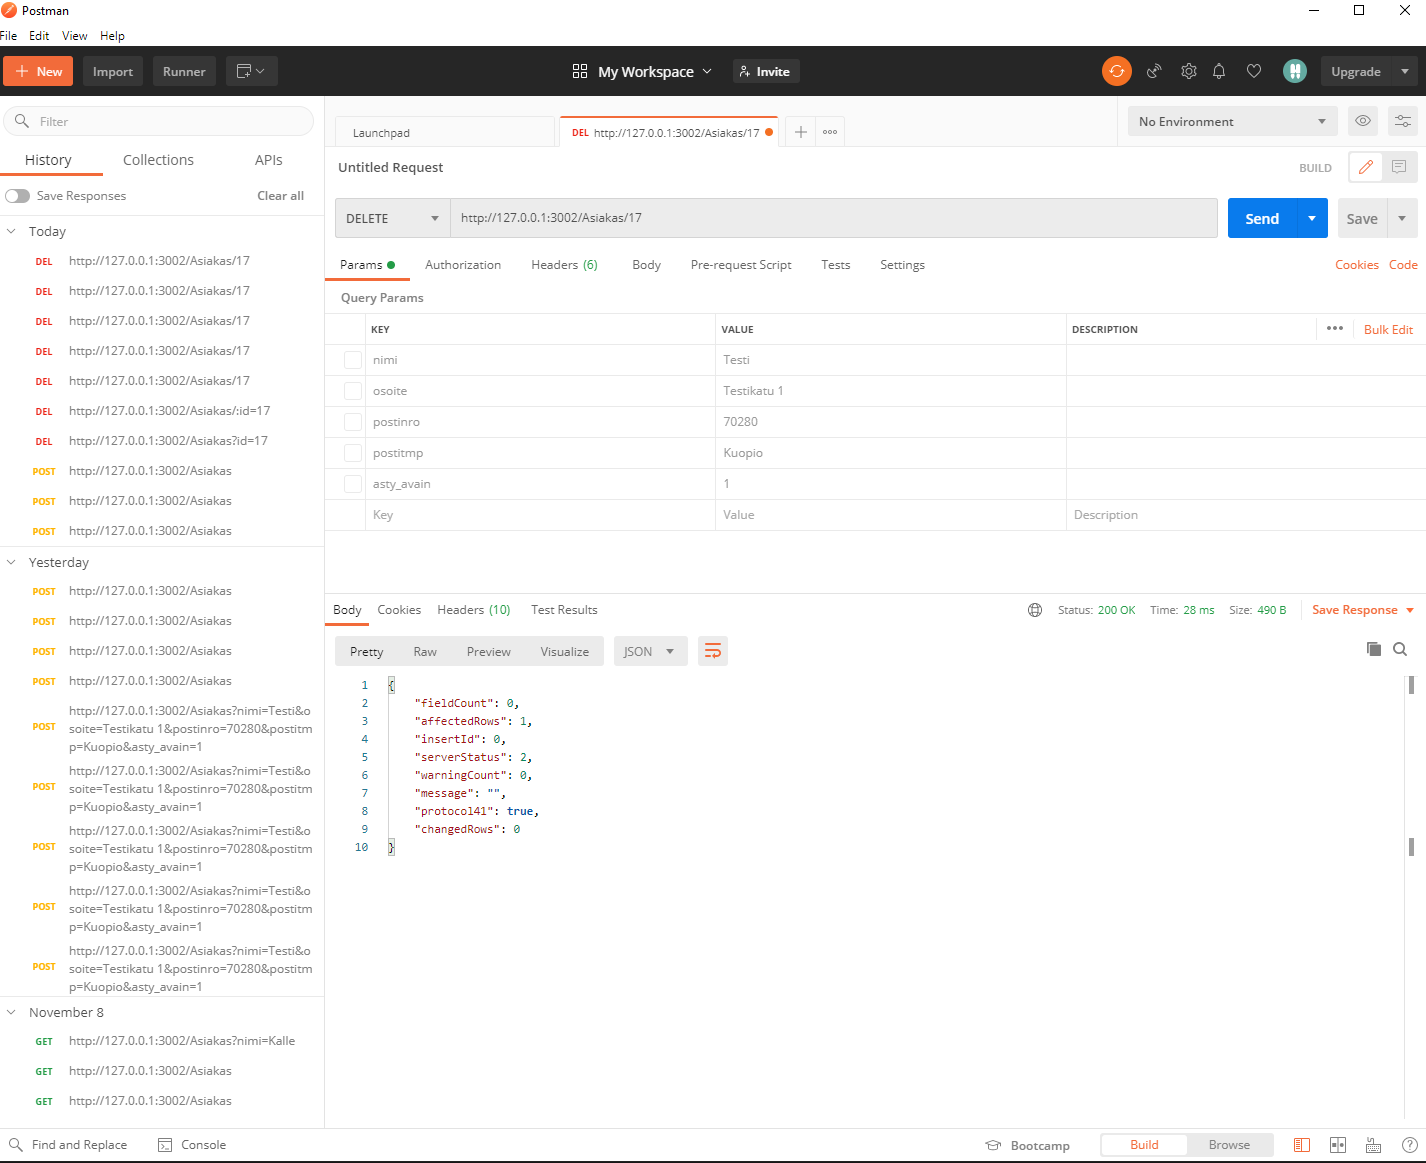 Postman
File Edit View Help
New Import Runner My Workspace Invite Upgrade
Filter
History Collections APIs
Save Responses Clear all
Today
DEL http://127.0.0.1:3002/Asiakas/17
DEL http://127.0.0.1:3002/Asiakas/17
DEL http://127.0.0.1:3002/Asiakas/17
DEL http://127.0.0.1:3002/Asiakas/17
DEL http://127.0.0.1:3002/Asiakas/17
DEL http://127.0.0.1:3002/Asiakas/:id=17
DEL http://127.0.0.1:3002/Asiakas?id=17
POST http://127.0.0.1:3002/Asiakas
POST http://127.0.0.1:3002/Asiakas
POST http://127.0.0.1:3002/Asiakas
Yesterday
POST http://127.0.0.1:3002/Asiakas
POST http://127.0.0.1:3002/Asiakas
POST http://127.0.0.1:3002/Asiakas
POST http://127.0.0.1:3002/Asiakas
http://127.0.0.1:3002/Asiakas?nimi=Testi&o
POST soite=Testikatu 1&postinro=70280&postitm
p=Kuopio&asty_avain=1
http://127.0.0.1:3002/Asiakas?nimi=Testi&o
POST soite=Testikatu 1&postinro=70280&postitm
p=Kuopio&asty_avain=1
http://127.0.0.1:3002/Asiakas?nimi=Testi&o
POST soite=Testikatu 1&postinro=70280&postitm
p=Kuopio&asty_avain=1
http://127.0.0.1:3002/Asiakas?nimi=Testi&o
POST soite=Testikatu 1&postinro=70280&postitm
p=Kuopio&asty_avain=1
http://127.0.0.1:3002/Asiakas?nimi=Testi&o
POST soite=Testikatu 1&postinro=70280&postitm
p=Kuopio&asty_avain=1
November 8
GET http://127.0.0.1:3002/Asiakas?nimi=Kalle
GET http://127.0.0.1:3002/Asiakas
GET http://127.0.0.1:3002/Asiakas
Launchpad DEL http://127.0.0.1:3002/Asiakas/17 No Environment
Untitled Request BUILD
DELETE http://127.0.0.1:3002/Asiakas/17 Send Save
Params Authorization Headers (6) Body Pre-request Script Tests Settings Cookies Code
Query Params
KEY VALUE DESCRIPTION Bulk Edit
nimi Testi
osoite Testikatu 1
postinro 70280
postitmp Kuopio
asty_avain 1
Key Value Description
Body Cookies Headers (10) Test Results Status: 200 OK Time: 28 ms Size: 490 B Save Response
Pretty Raw Preview Visualize JSON
1 {
2 "fieldCount": 0,
3 "affectedRows": 1,
4 "insertId": 0,
5 "serverStatus": 2,
6 "warningCount": 0,
7 "message": "",
8 "protocol41": true,
9 "changedRows": 0
10 }
Find and Replace Console Bootcamp Build Browse